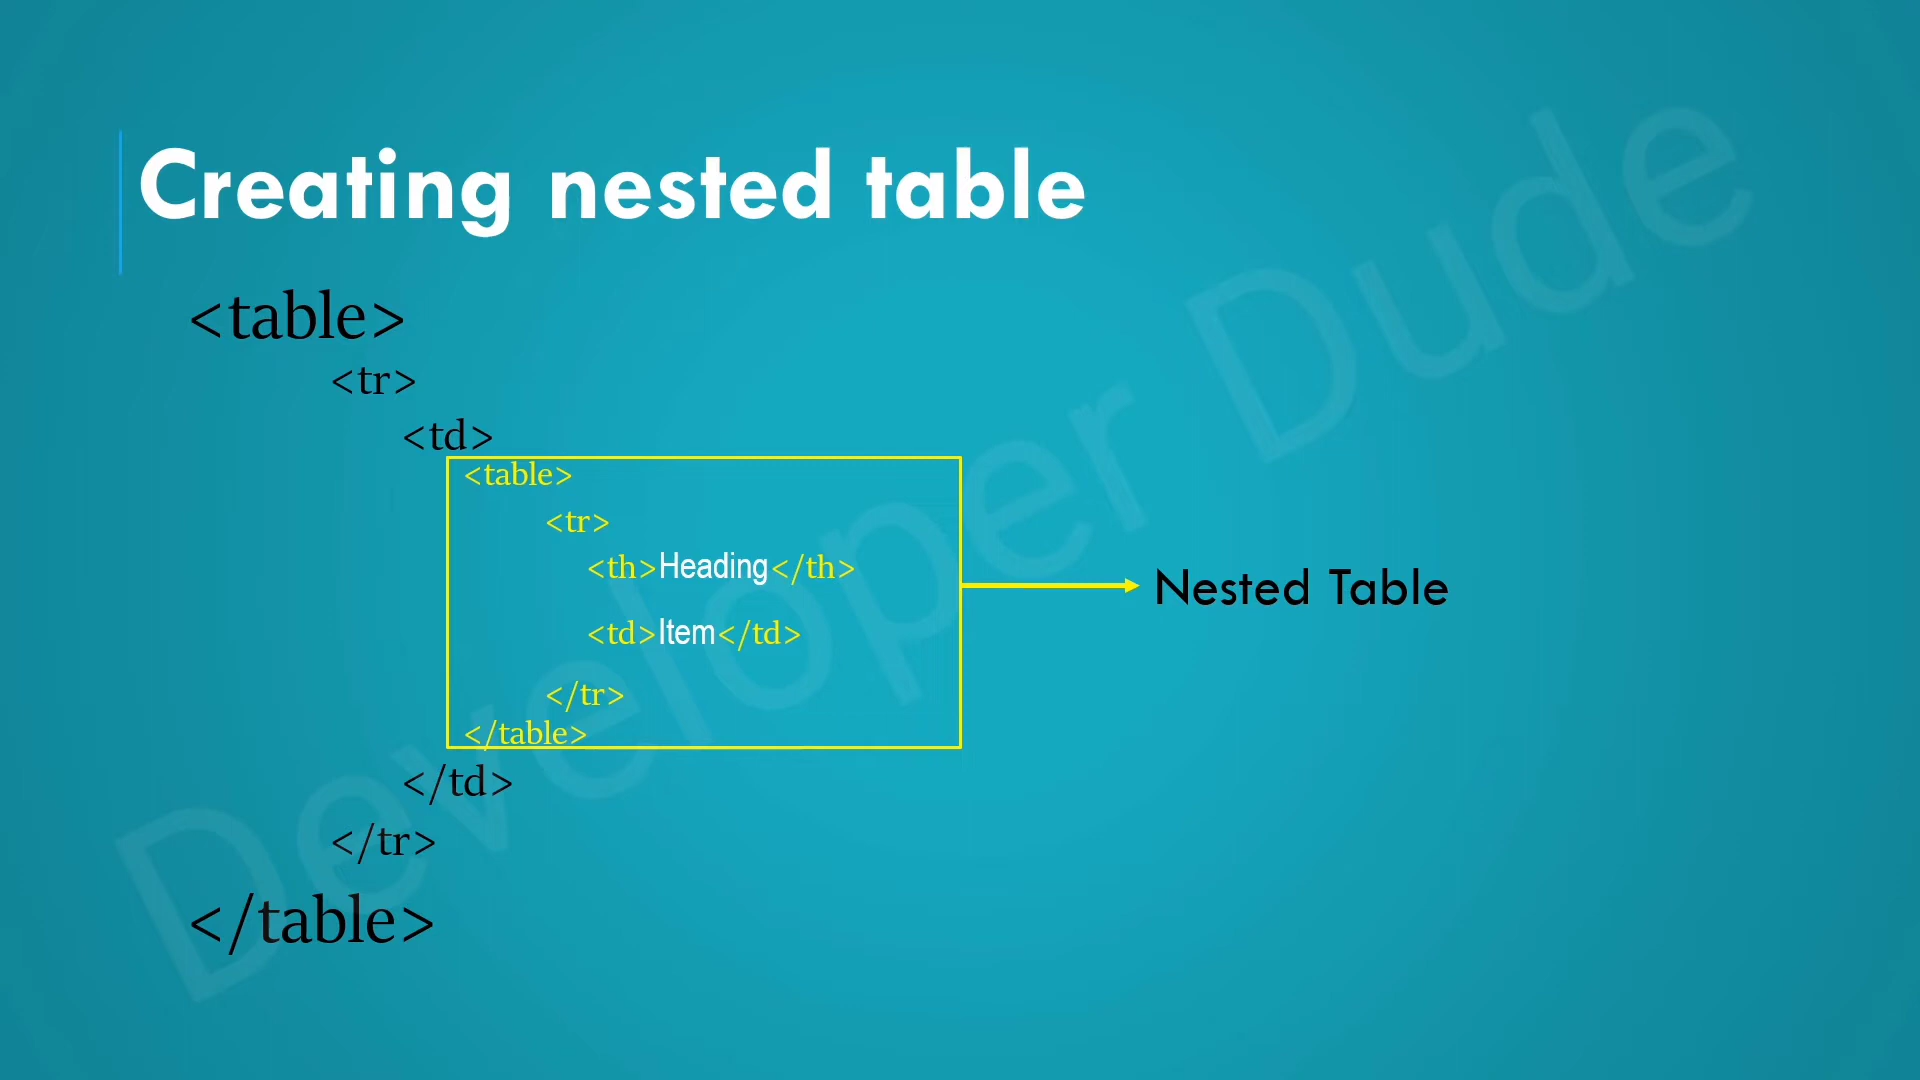 Creating nested table
<table>
<tr>
<td>
<table>
<tr>
<th>Heading</th>
<td>Item</td>
</tr>
</table>
Nested Table
</td>
</tr>
</table>
Developer Dude